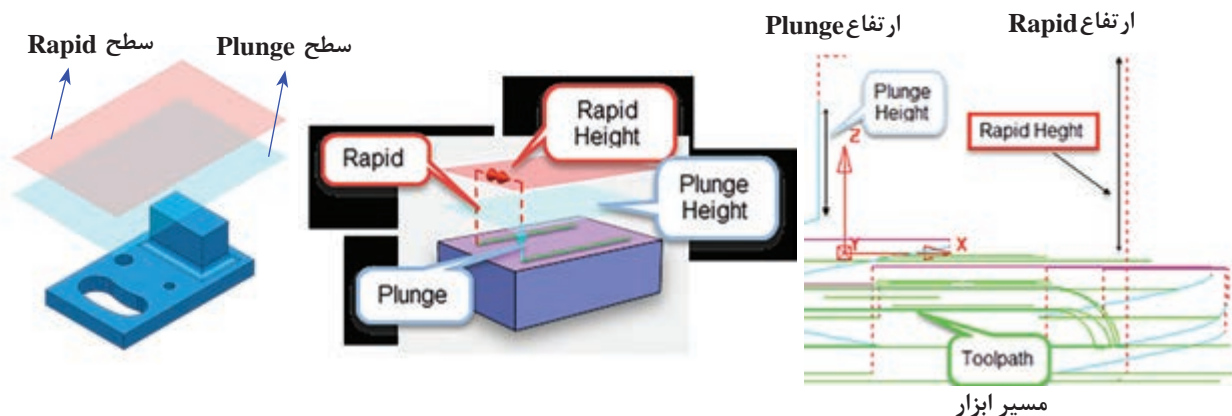 سطح Rapid
سطح Plunge
Rapid
Rapid
Height
Plunge
Height
Plunge
ارتفاع Plunge
ارتفاع Rapid
Plunge
Height
Rapid Heght
Z
Y
X
Toolpath
مسیر ابزار